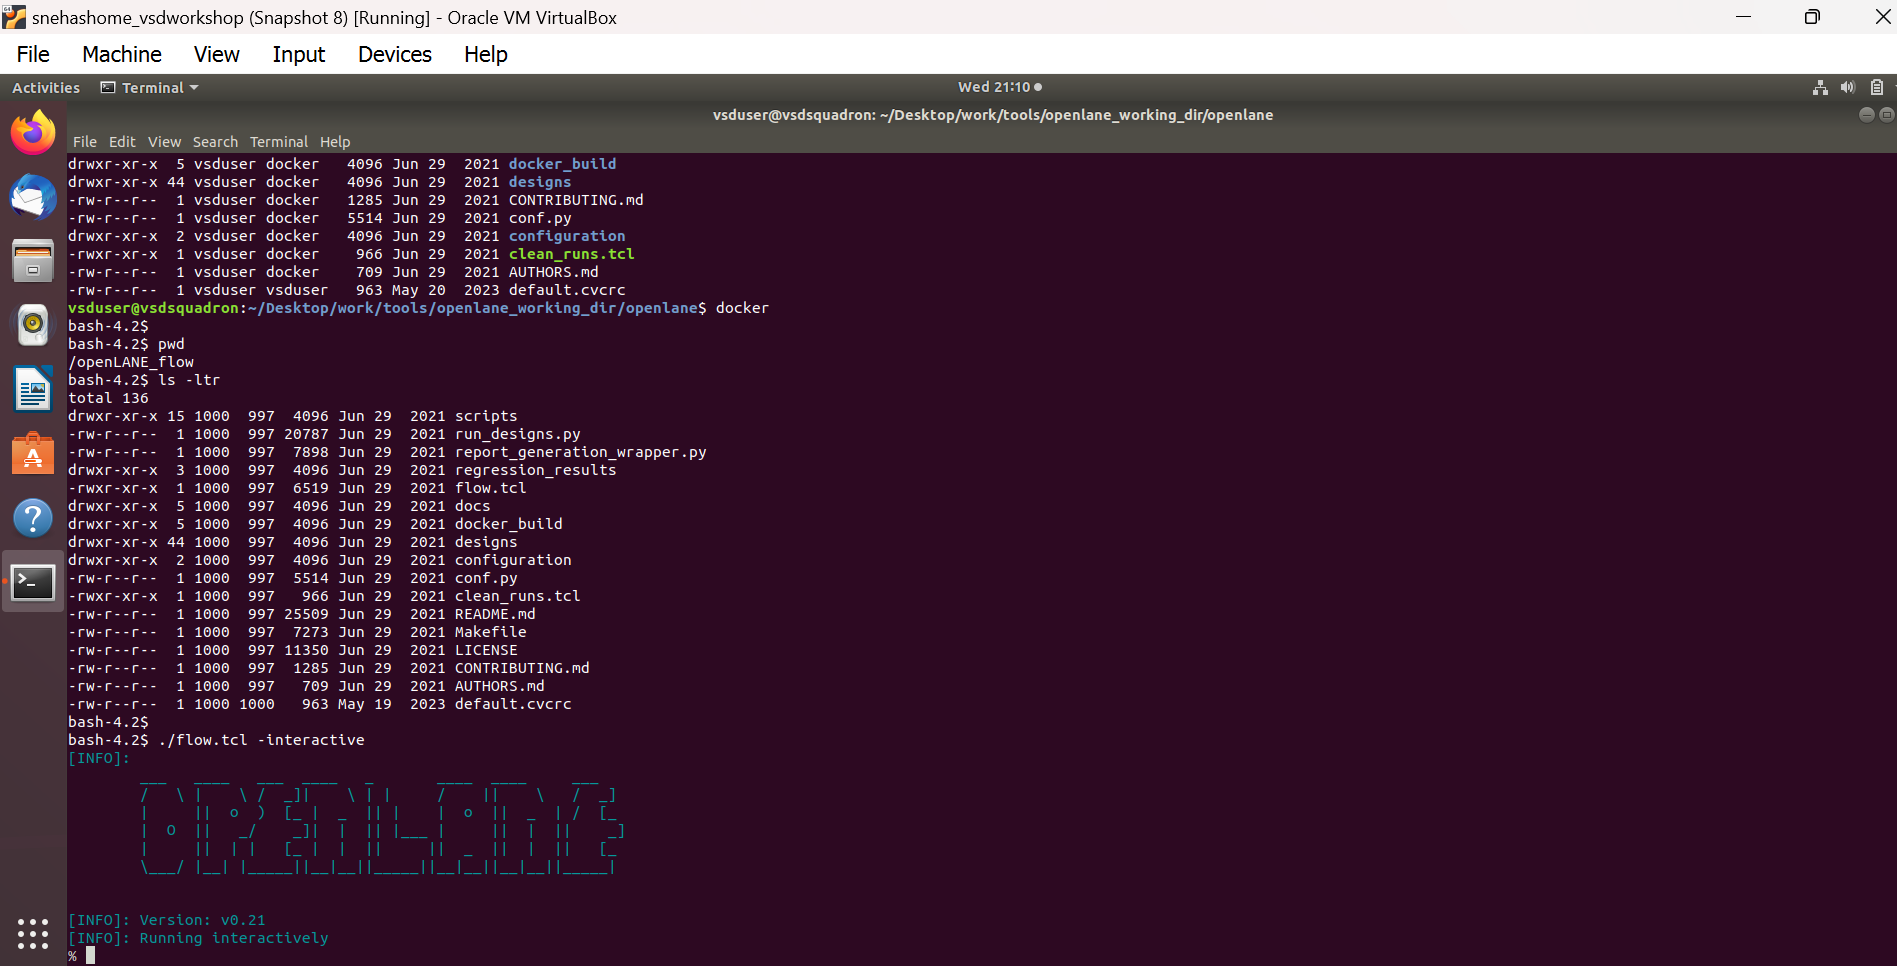 snehashome_vsdworkshop (Snapshot 8) [Running] - Oracle VM VirtualBox
File Machine View Input Devices Help
Activities Terminal Wed 21:10
vsduser@vsdsquadron: ~/Desktop/work/tools/openlane_working_dir/openlane
File Edit View Search Terminal Help
drwxr-xr-x  5 vsduser docker   4096 Jun 29  2021 docker_build
drwxr-xr-x 44 vsduser docker   4096 Jun 29  2021 designs
-rw-r--r--  1 vsduser docker   1285 Jun 29  2021 CONTRIBUTING.md
-rw-r--r--  1 vsduser docker   5514 Jun 29  2021 conf.py
drwxr-xr-x  2 vsduser docker   4096 Jun 29  2021 configuration
-rwxr-xr-x  1 vsduser docker    966 Jun 29  2021 clean_runs.tcl
-rw-r--r--  1 vsduser docker    709 Jun 29  2021 AUTHORS.md
-rw-r--r--  1 vsduser vsduser   963 May 20  2023 default.cvcrc
vsduser@vsdsquadron:~/Desktop/work/tools/openlane_working_dir/openlane$ docker
bash-4.2$
bash-4.2$ pwd
/openLANE_flow
bash-4.2$ ls -ltr
total 136
drwxr-xr-x 15 1000  997  4096 Jun 29  2021 scripts
-rw-r--r--  1 1000  997 20787 Jun 29  2021 run_designs.py
-rw-r--r--  1 1000  997  7898 Jun 29  2021 report_generation_wrapper.py
drwxr-xr-x  3 1000  997  4096 Jun 29  2021 regression_results
-rwxr-xr-x  1 1000  997  6519 Jun 29  2021 flow.tcl
drwxr-xr-x  5 1000  997  4096 Jun 29  2021 docs
drwxr-xr-x  5 1000  997  4096 Jun 29  2021 docker_build
drwxr-xr-x 44 1000  997  4096 Jun 29  2021 designs
drwxr-xr-x  2 1000  997  4096 Jun 29  2021 configuration
-rw-r--r--  1 1000  997  5514 Jun 29  2021 conf.py
-rwxr-xr-x  1 1000  997   966 Jun 29  2021 clean_runs.tcl
-rw-r--r--  1 1000  997 25509 Jun 29  2021 README.md
-rw-r--r--  1 1000  997  7273 Jun 29  2021 Makefile
-rw-r--r--  1 1000  997 11350 Jun 29  2021 LICENSE
-rw-r--r--  1 1000  997  1285 Jun 29  2021 CONTRIBUTING.md
-rw-r--r--  1 1000  997   709 Jun 29  2021 AUTHORS.md
-rw-r--r--  1 1000 1000   963 May 19  2023 default.cvcrc
bash-4.2$
bash-4.2$ ./flow.tcl -interactive
[INFO]:
OPENLANE
[INFO]: Version: v0.21
[INFO]: Running interactively
%